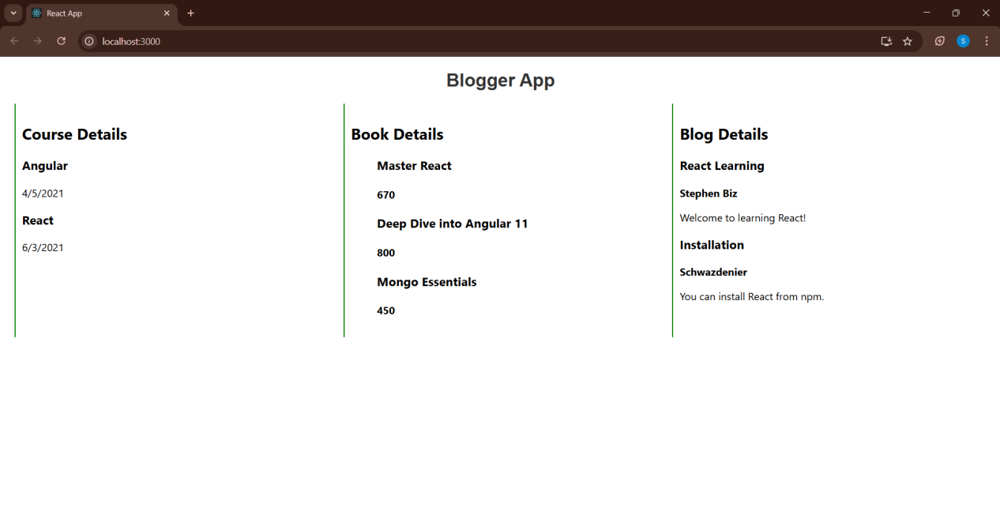 React App
localhost:3000
S
Blogger App
Course Details
Angular
4/5/2021
React
6/3/2021
Book Details
Master React
670
Deep Dive into Angular 11
800
Mongo Essentials
450
Blog Details
React Learning
Stephen Biz
Welcome to learning React!
Installation
Schwazdenier
You can install React from npm.